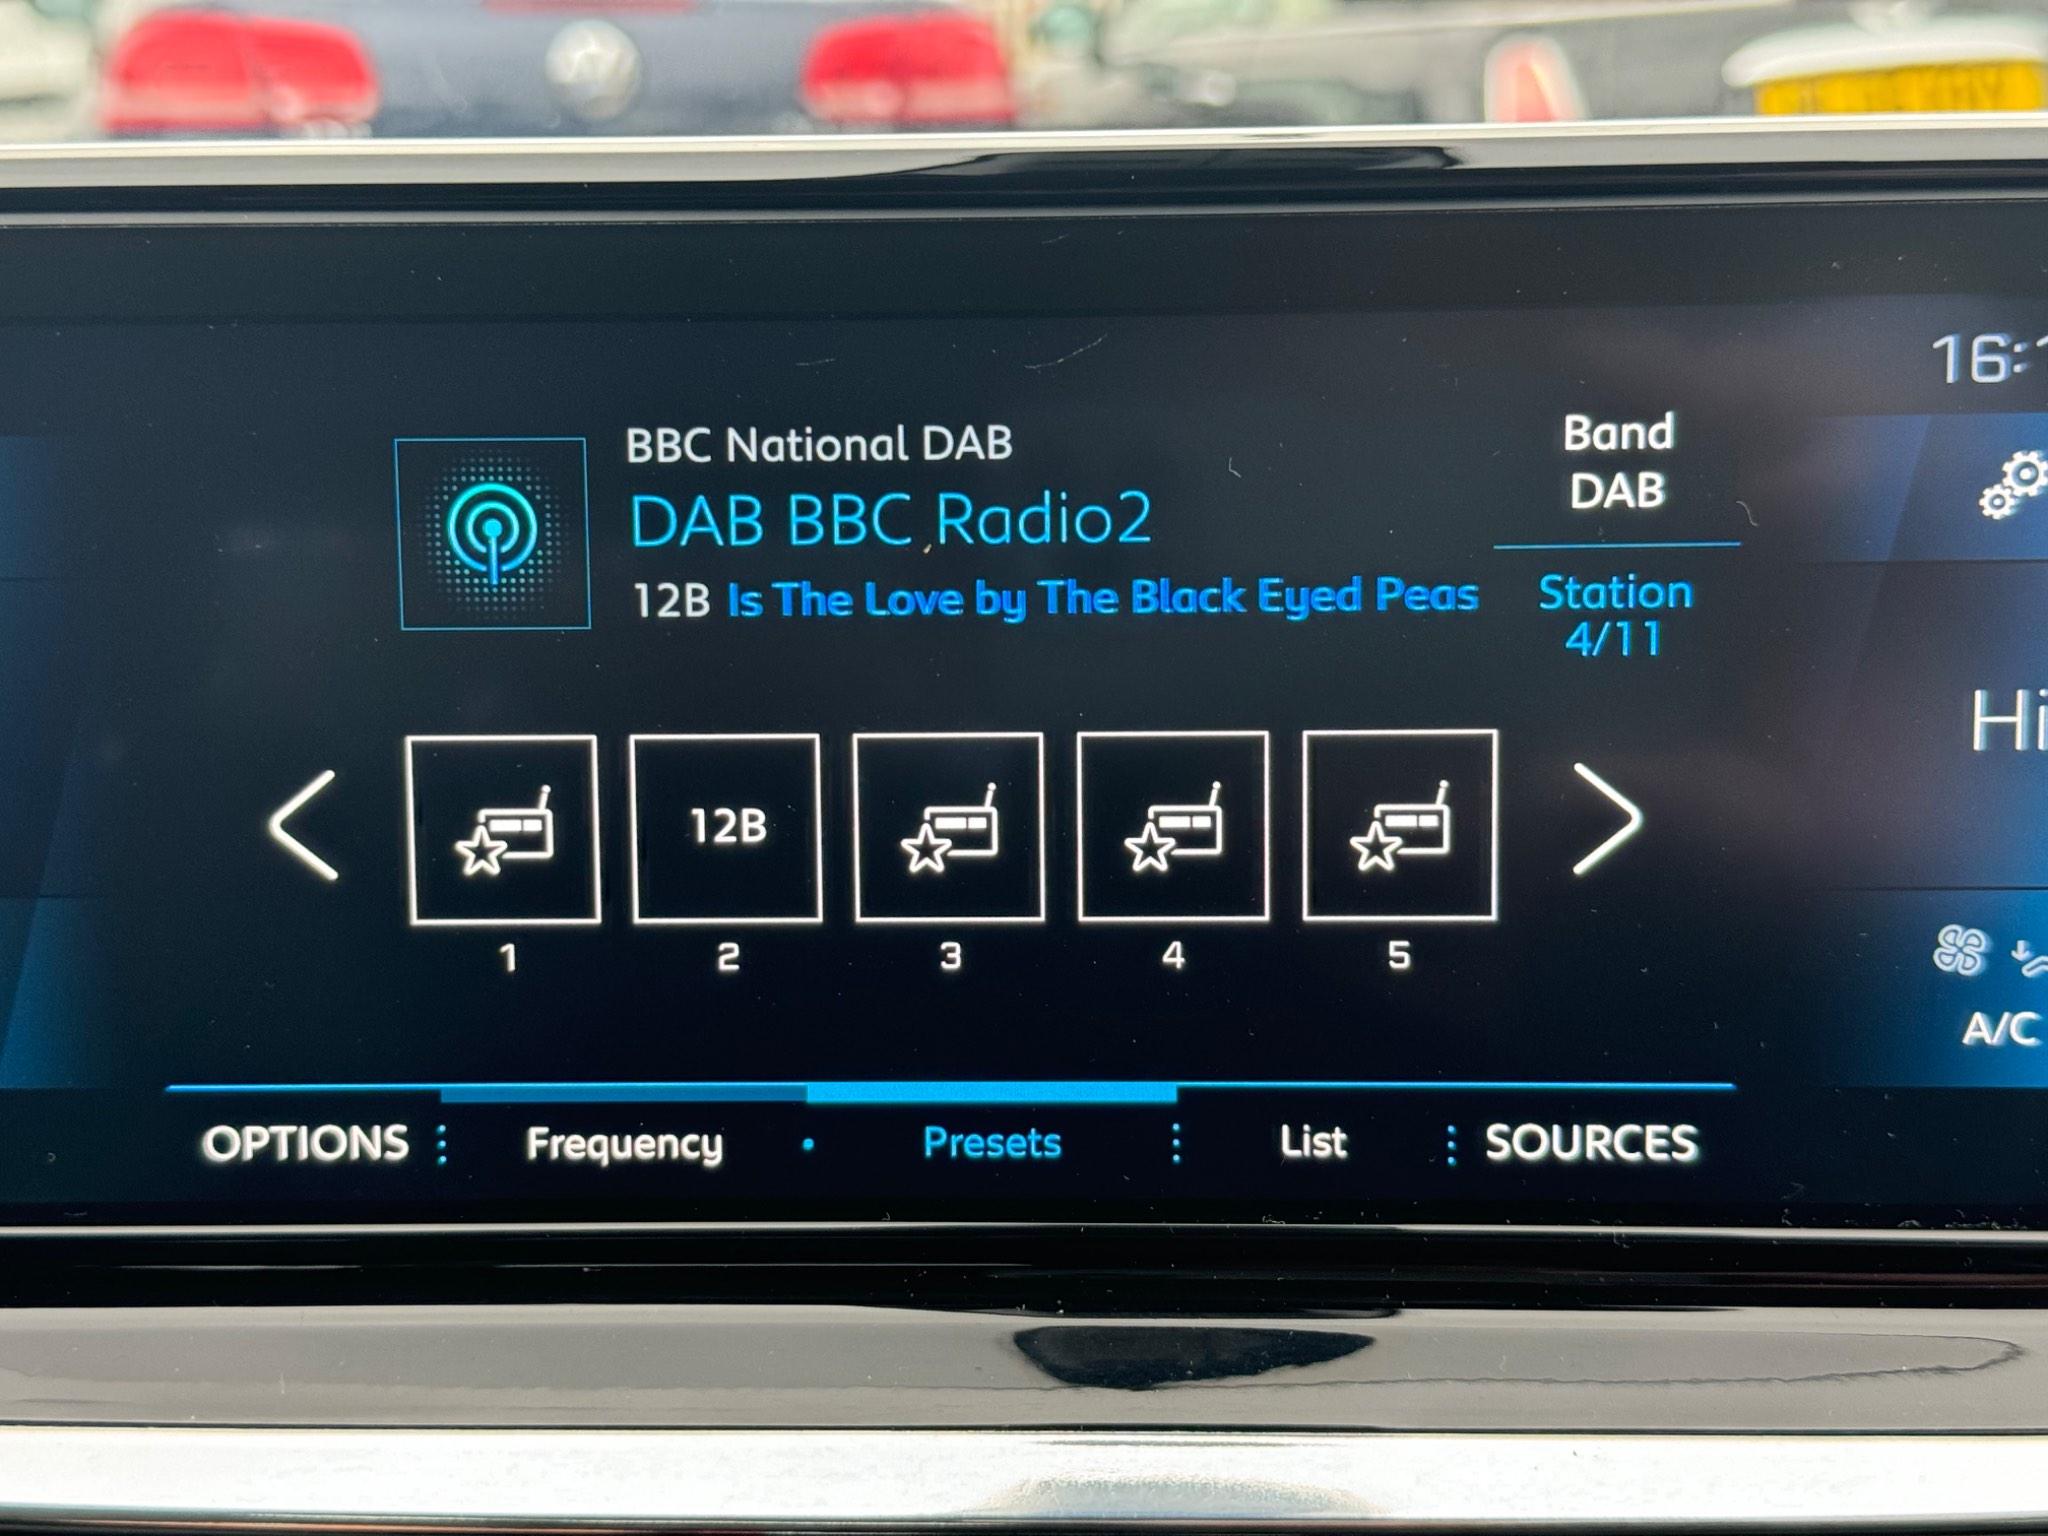 16:
BBC National DAB
DAB BBC Radio2
12B Is The Love by The Black Eyed Peas
Band
DAB
Station
4/11
Hi
12B
1 2 3 4 5
A/C
OPTIONS Frequency Presets List SOURCES